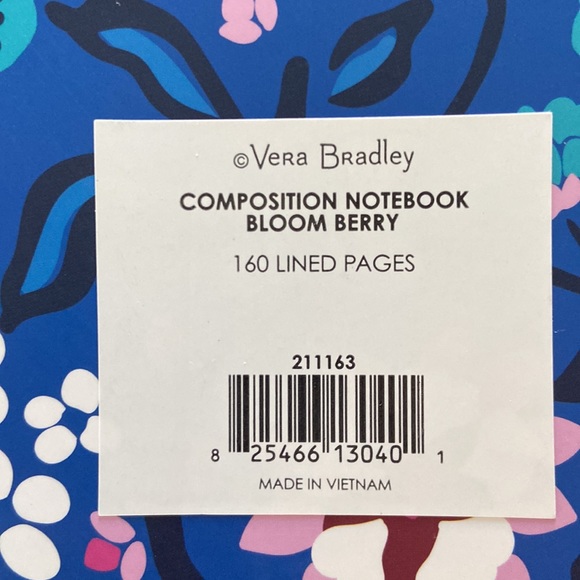 ©Vera Bradley
COMPOSITION NOTEBOOK
BLOOM BERRY
160 LINED PAGES
211163
8 25466 13040 1
MADE IN VIETNAM